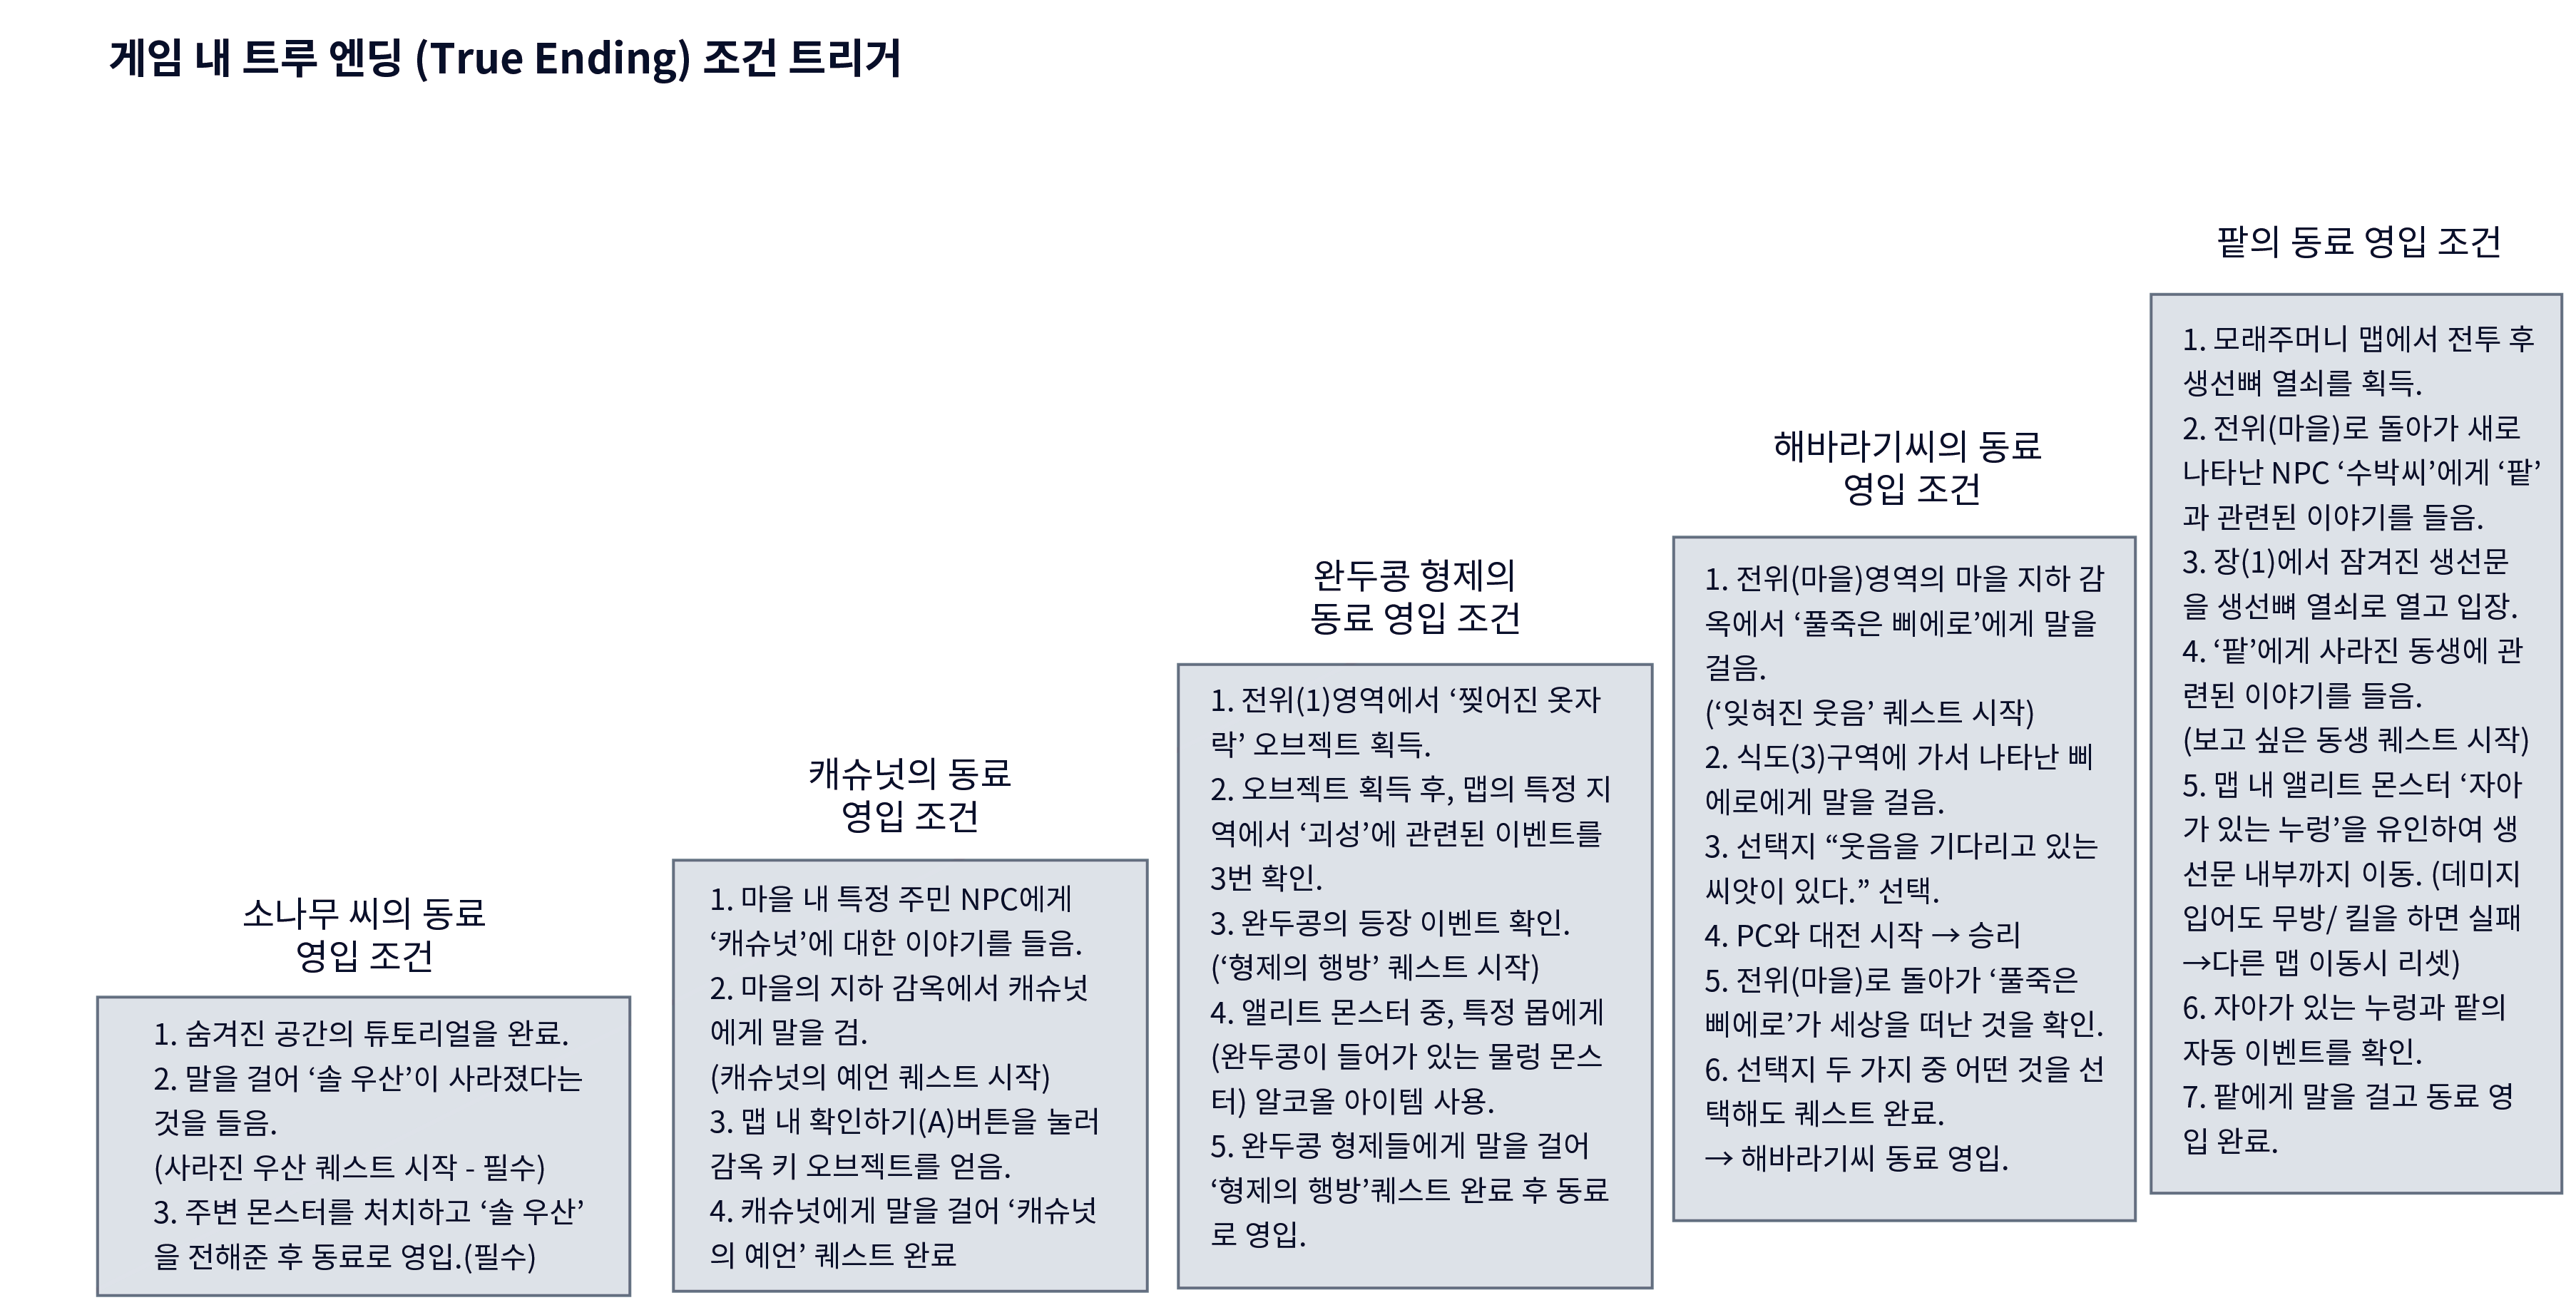 게임 내 트루 엔딩 (True Ending) 조건 트리거
소나무 씨의 동료
영입 조건
1. 숨겨진 공간의 튜토리얼을 완료.
2. 말을 걸어 ‘솔 우산’이 사라졌다는
것을 들음.
(사라진 우산 퀘스트 시작 - 필수)
3. 주변 몬스터를 처치하고 ‘솔 우산’
을 전해준 후 동료로 영입.(필수)
캐슈넛의 동료
영입 조건
1. 마을 내 특정 주민 NPC에게
‘캐슈넛’에 대한 이야기를 들음.
2. 마을의 지하 감옥에서 캐슈넛
에게 말을 검.
(캐슈넛의 예언 퀘스트 시작)
3. 맵 내 확인하기(A)버튼을 눌러
감옥 키 오브젝트를 얻음.
4. 캐슈넛에게 말을 걸어 ‘캐슈넛
의 예언’ 퀘스트 완료
완두콩 형제의
동료 영입 조건
1. 전위(1)영역에서 ‘찢어진 옷자
락’ 오브젝트 획득.
2. 오브젝트 획득 후, 맵의 특정 지
역에서 ‘괴성’에 관련된 이벤트를
3번 확인.
3. 완두콩의 등장 이벤트 확인.
(‘형제의 행방’ 퀘스트 시작)
4. 앨리트 몬스터 중, 특정 몹에게
(완두콩이 들어가 있는 물렁 몬스
터) 알코올 아이템 사용.
5. 완두콩 형제들에게 말을 걸어
‘형제의 행방’퀘스트 완료 후 동료
로 영입.
해바라기씨의 동료
영입 조건
1. 전위(마을)영역의 마을 지하 감
옥에서 ‘풀죽은 삐에로’에게 말을
걸음.
(‘잊혀진 웃음’ 퀘스트 시작)
2. 식도(3)구역에 가서 나타난 삐
에로에게 말을 걸음.
3. 선택지 “웃음을 기다리고 있는
씨앗이 있다.” 선택.
4. PC와 대전 시작 → 승리
5. 전위(마을)로 돌아가 ‘풀죽은
삐에로’가 세상을 떠난 것을 확인.
6. 선택지 두 가지 중 어떤 것을 선
택해도 퀘스트 완료.
→ 해바라기씨 동료 영입.
팥의 동료 영입 조건
1. 모래주머니 맵에서 전투 후
생선뼈 열쇠를 획득.
2. 전위(마을)로 돌아가 새로
나타난 NPC ‘수박씨’에게 ‘팥’
과 관련된 이야기를 들음.
3. 장(1)에서 잠겨진 생선문
을 생선뼈 열쇠로 열고 입장.
4. ‘팥’에게 사라진 동생에 관
련된 이야기를 들음.
(보고 싶은 동생 퀘스트 시작)
5. 맵 내 앨리트 몬스터 ‘자아
가 있는 누렁’을 유인하여 생
선문 내부까지 이동. (데미지
입어도 무방/ 킬을 하면 실패
→다른 맵 이동시 리셋)
6. 자아가 있는 누렁과 팥의
자동 이벤트를 확인.
7. 팥에게 말을 걸고 동료 영
입 완료.